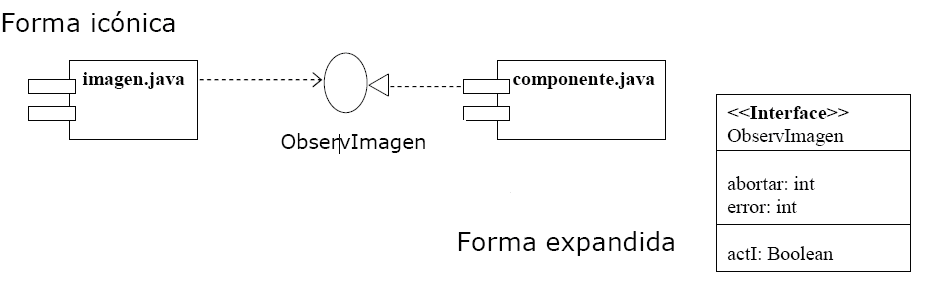 Forma icónica
imagen.java
componente.java
ObservImagen
<<Interface>>
ObservImagen
abortar: int
error: int
actI: Boolean
Forma expandida